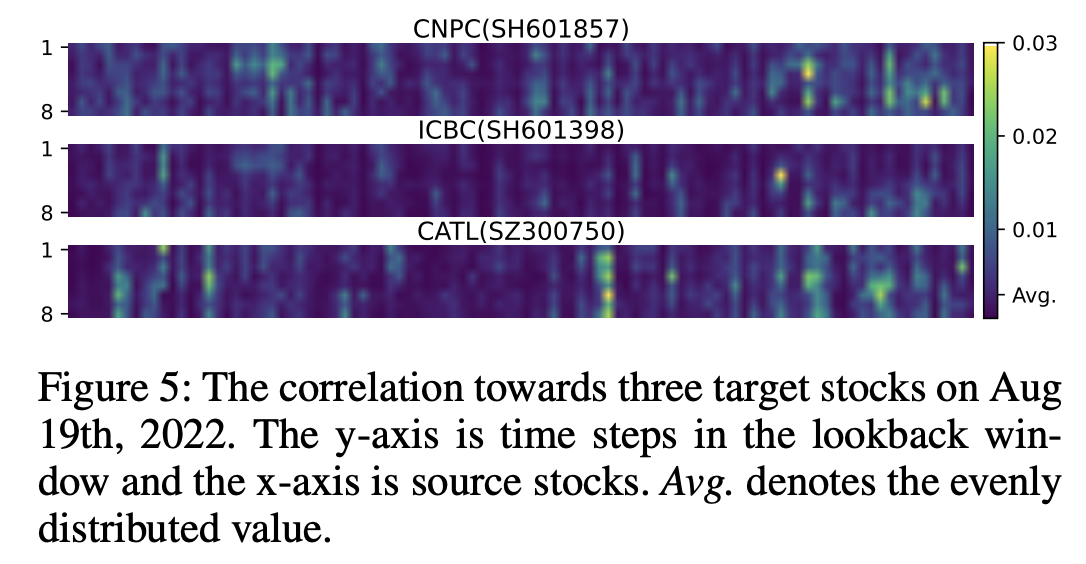 CNPC(SH601857)
1
8
ICBC(SH601398)
1
8
CATL(SZ300750)
1
8
0.03
0.02
0.01
Avg.
Figure 5: The correlation towards three target stocks on Aug
19th, 2022. The y-axis is time steps in the lookback win-
dow and the x-axis is source stocks. Avg. denotes the evenly
distributed value.